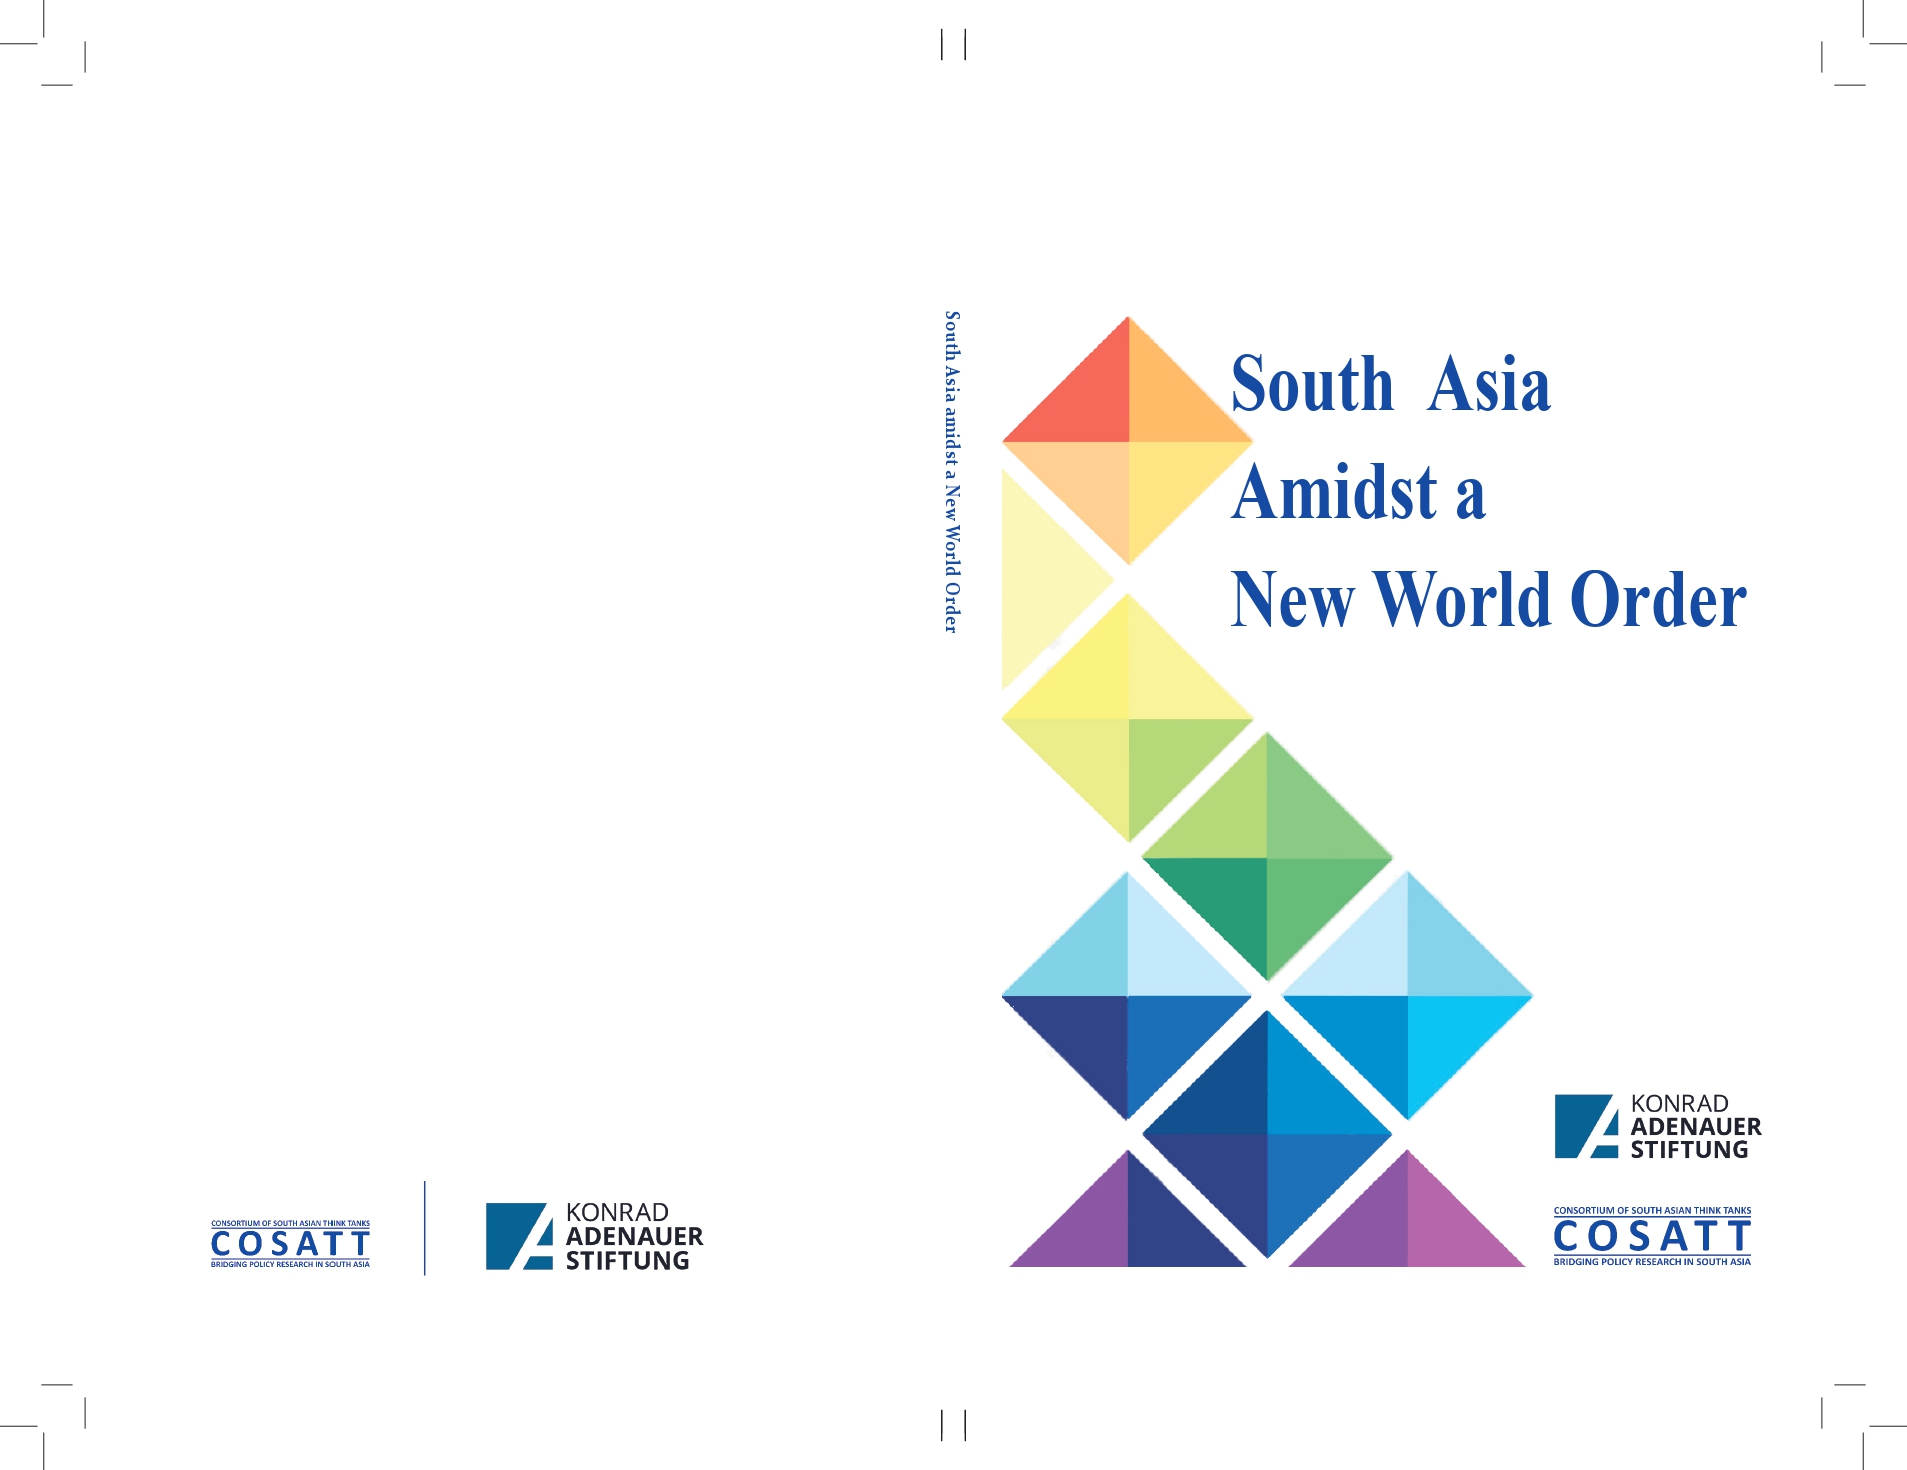 CONSORTIUM OF SOUTH ASIAN THINK TANKS
COSATT
BRIDGING POLICY RESEARCH IN SOUTH ASIA
KONRAD
ADENAUER
STIFTUNG
South Asia amidst a New World Order
South Asia
Amidst a
New World Order
KONRAD
ADENAUER
STIFTUNG
CONSORTIUM OF SOUTH ASIAN THINK TANKS
COSATT
BRIDGING POLICY RESEARCH IN SOUTH ASIA